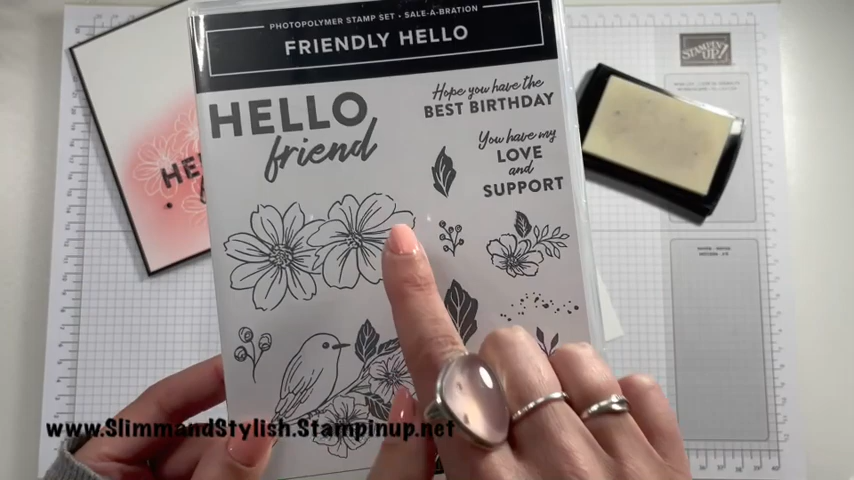 PHOTOPOLYMER STAMP SET • SALE-A-BRATION
FRIENDLY HELLO
HELLO
friend
Hope you have the
BEST BIRTHDAY
You have my
LOVE
and
SUPPORT
STAMPIN' UP!
HE
www.SlimmandStylish.Stampinup.net